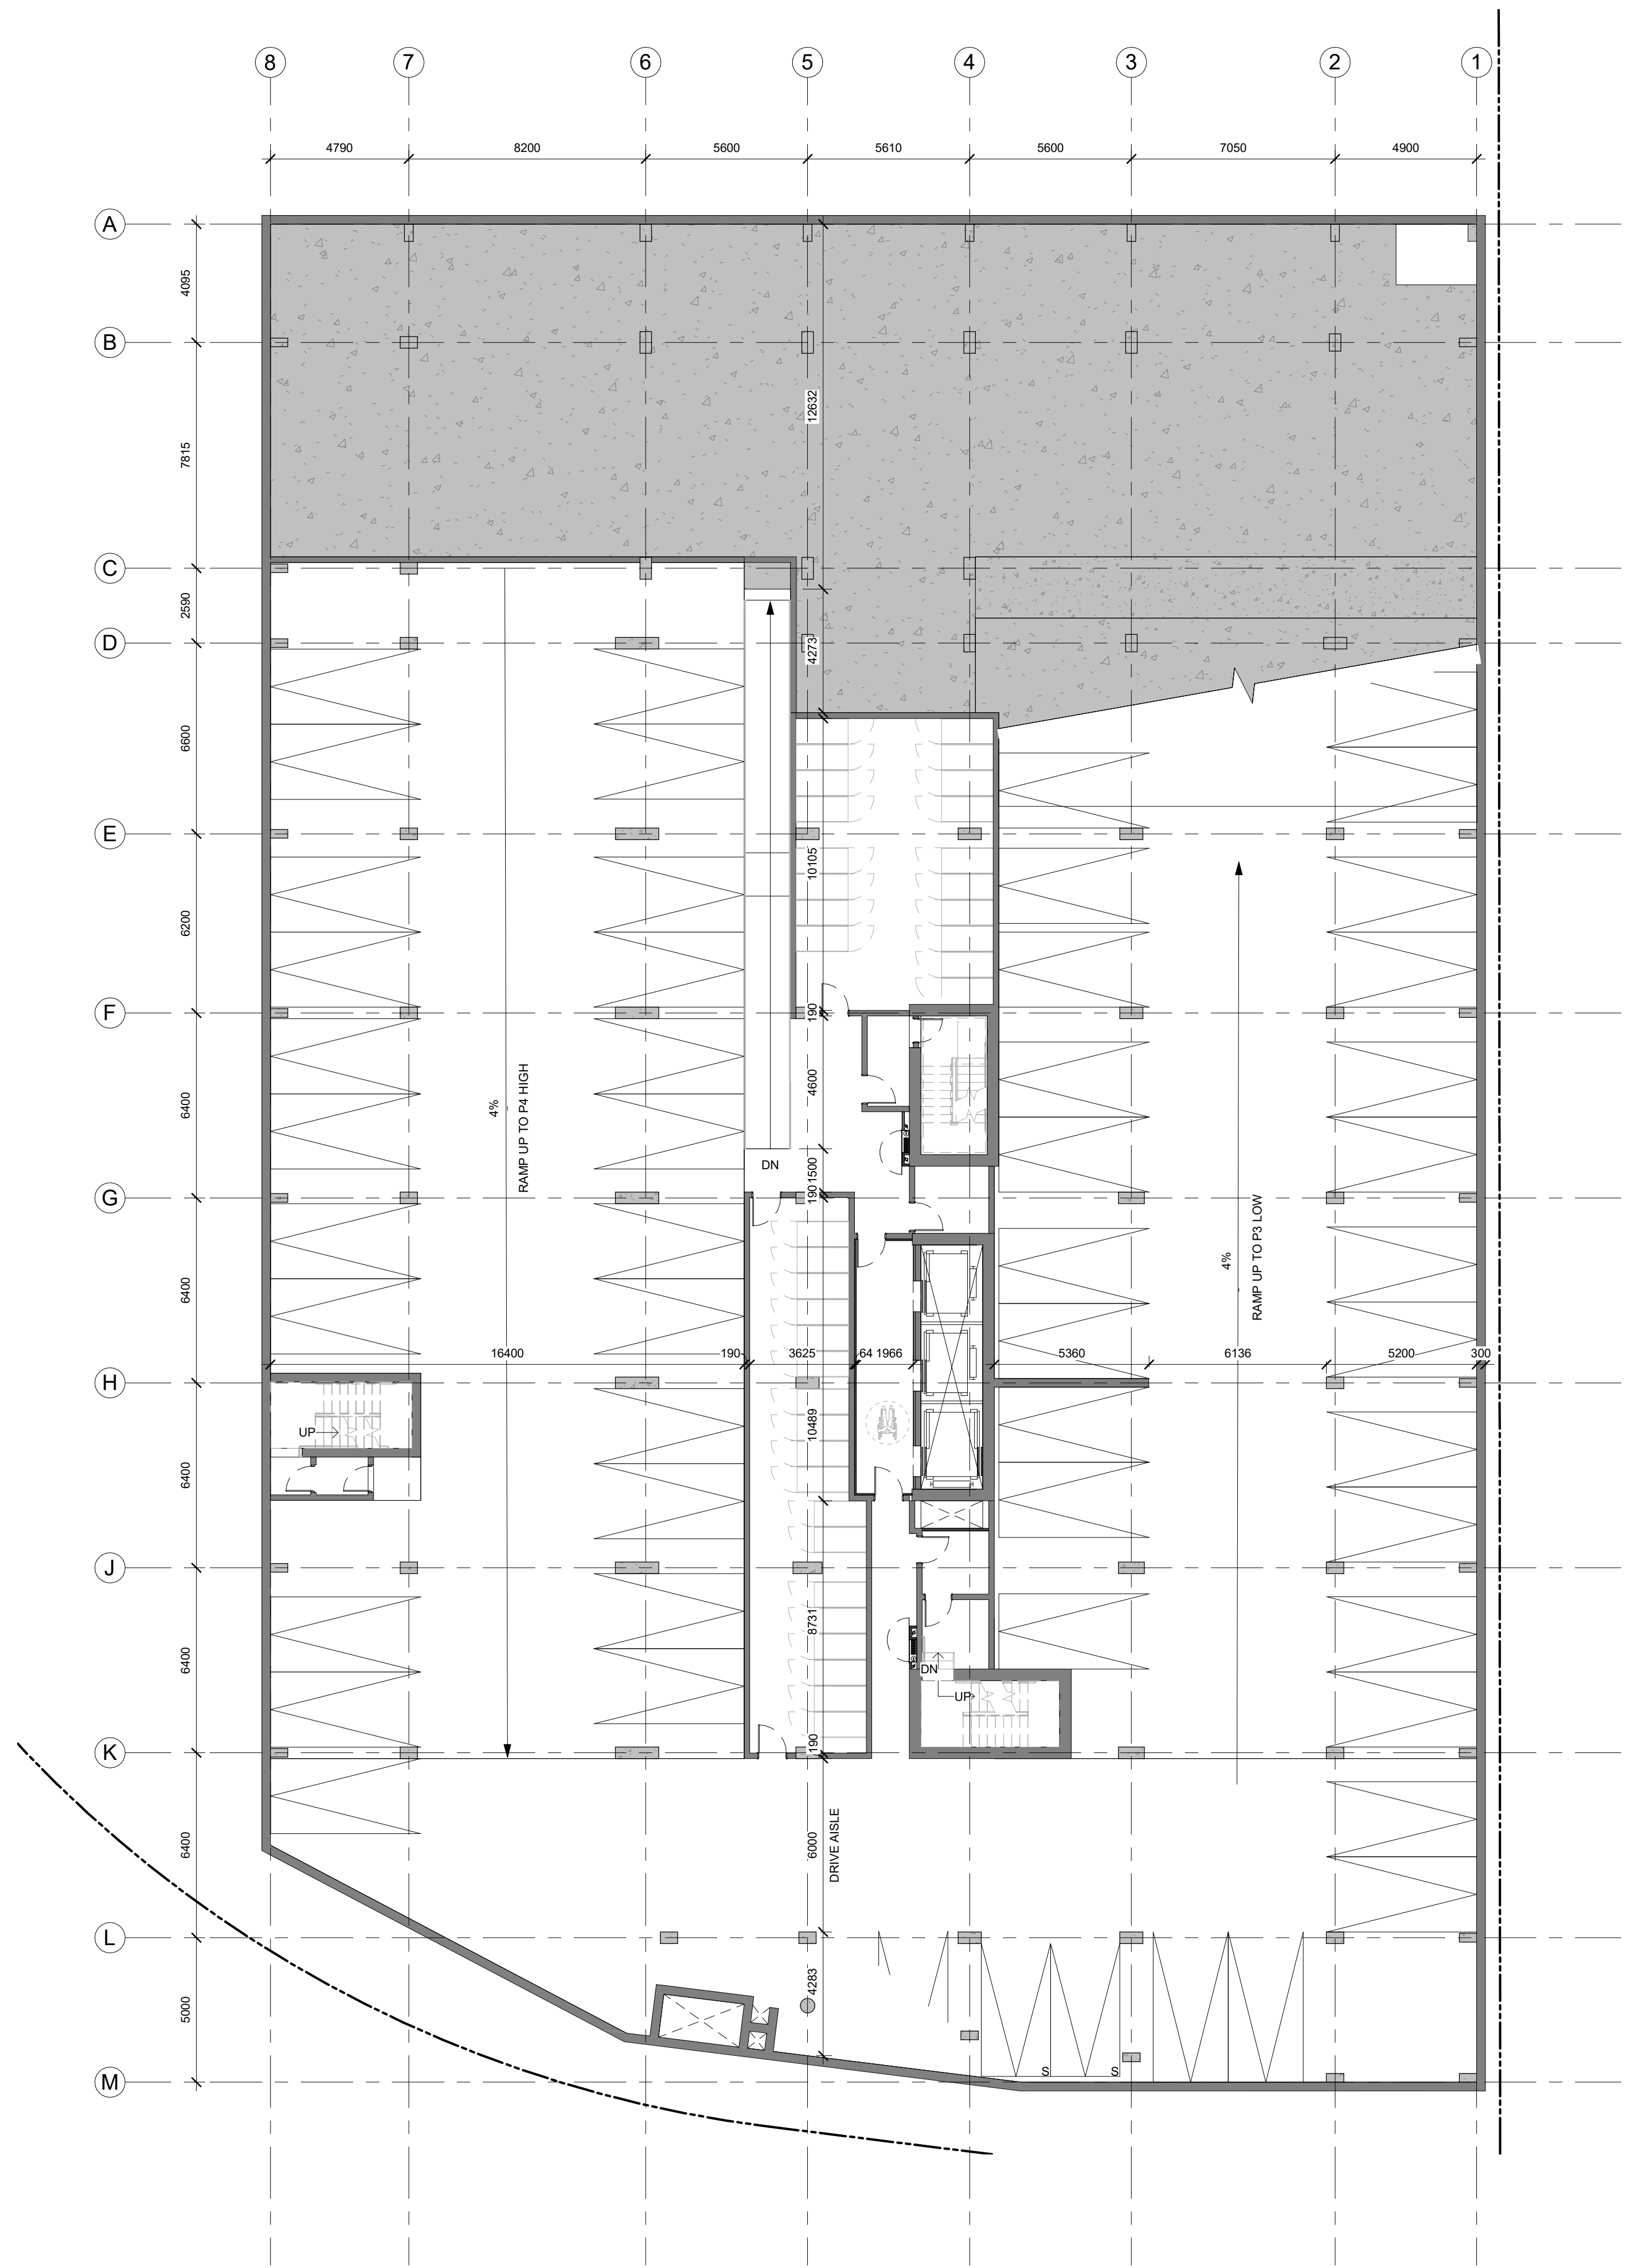 8 7 6 5 4 3 2 1
4790 8200 5600 5610 5600 7050 4900
A
4095
B
12632
7815
C
2590
D
4273
6600
E
10105
6200
F
190
4600
6400
4%
RAMP UP TO P4 HIGH
DN
1500
190
G
4%
RAMP UP TO P3 LOW
6400
16400 190 3625 64 1966 5360 6136 5200 300
H
10489
UP
6400
J
8731
6400
DN
UP
190
K
6000
DRIVE AISLE
6400
L
4283
5000
S S
M